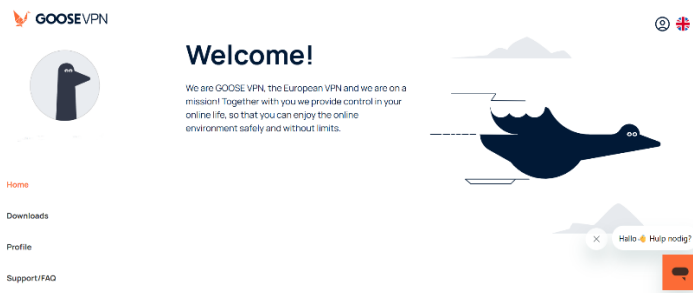 GOOSEVPN
Welcome!
We are GOOSE VPN, the European VPN and we are on a
mission! Together with you we provide control in your
online life, so that you can enjoy the online
environment safely and without limits.
Home
Downloads
Profile
Support/FAQ
Hallo 👋 Hulp nodig?